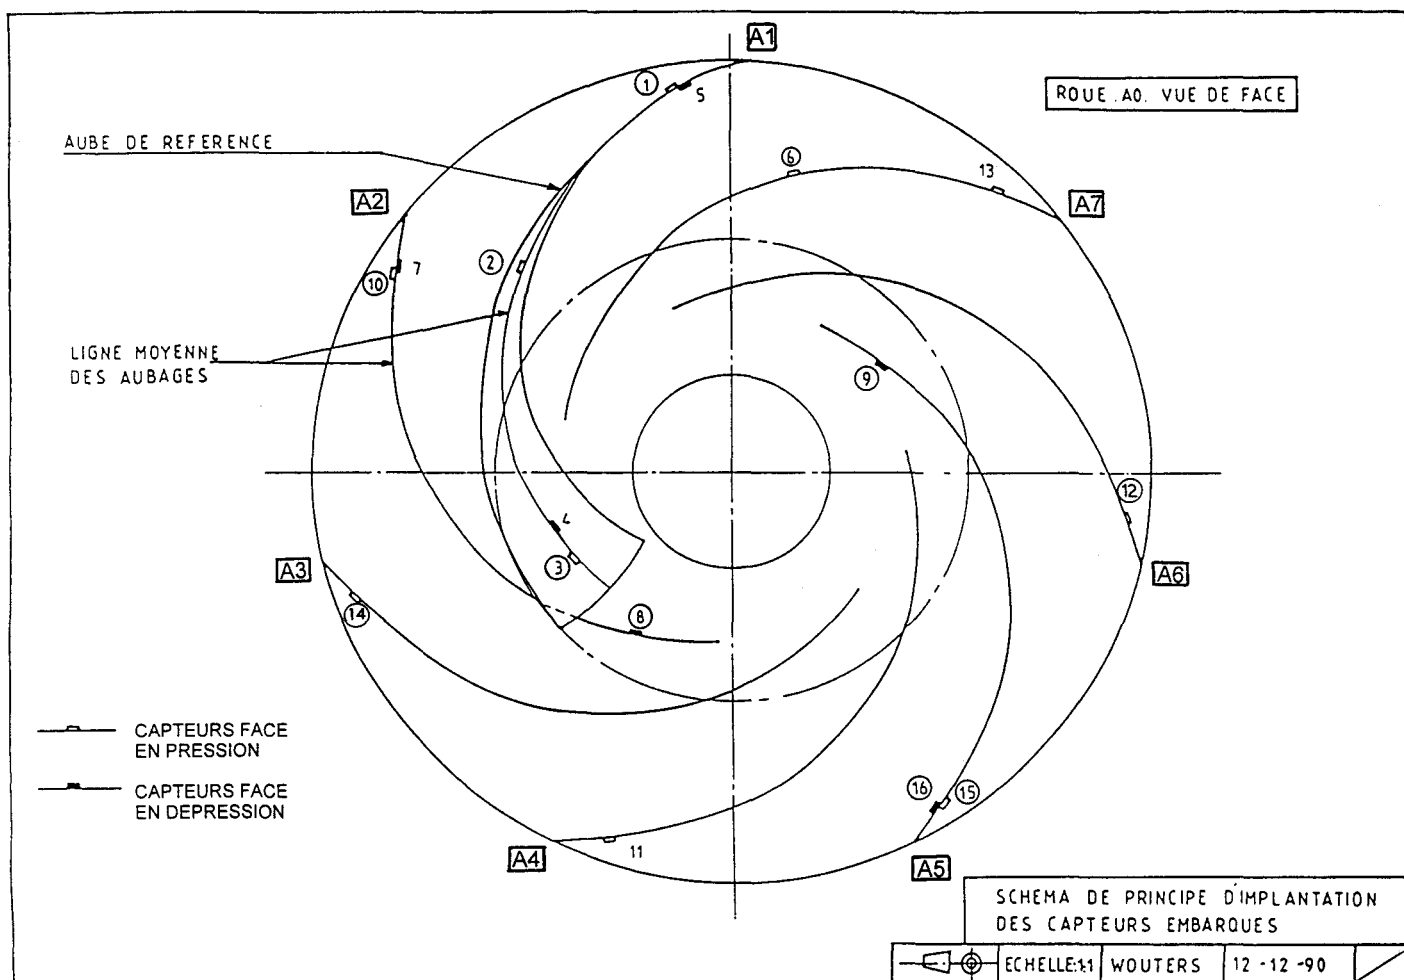 A1
ROUE.A0. VUE DE FACE
1
5
AUBE DE REFERENCE
6
13
A2
A7
2
7
10
LIGNE MOYENNE
DES AUBAGES
9
12
4
3
A3
A6
14
8
CAPTEURS FACE
EN PRESSION
CAPTEURS FACE
EN DEPRESSION
16
15
A4
11
A5
SCHEMA DE PRINCIPE D'IMPLANTATION
DES CAPTEURS EMBARQUES
ECHELLE:1:1 WOUTERS 12-12-90